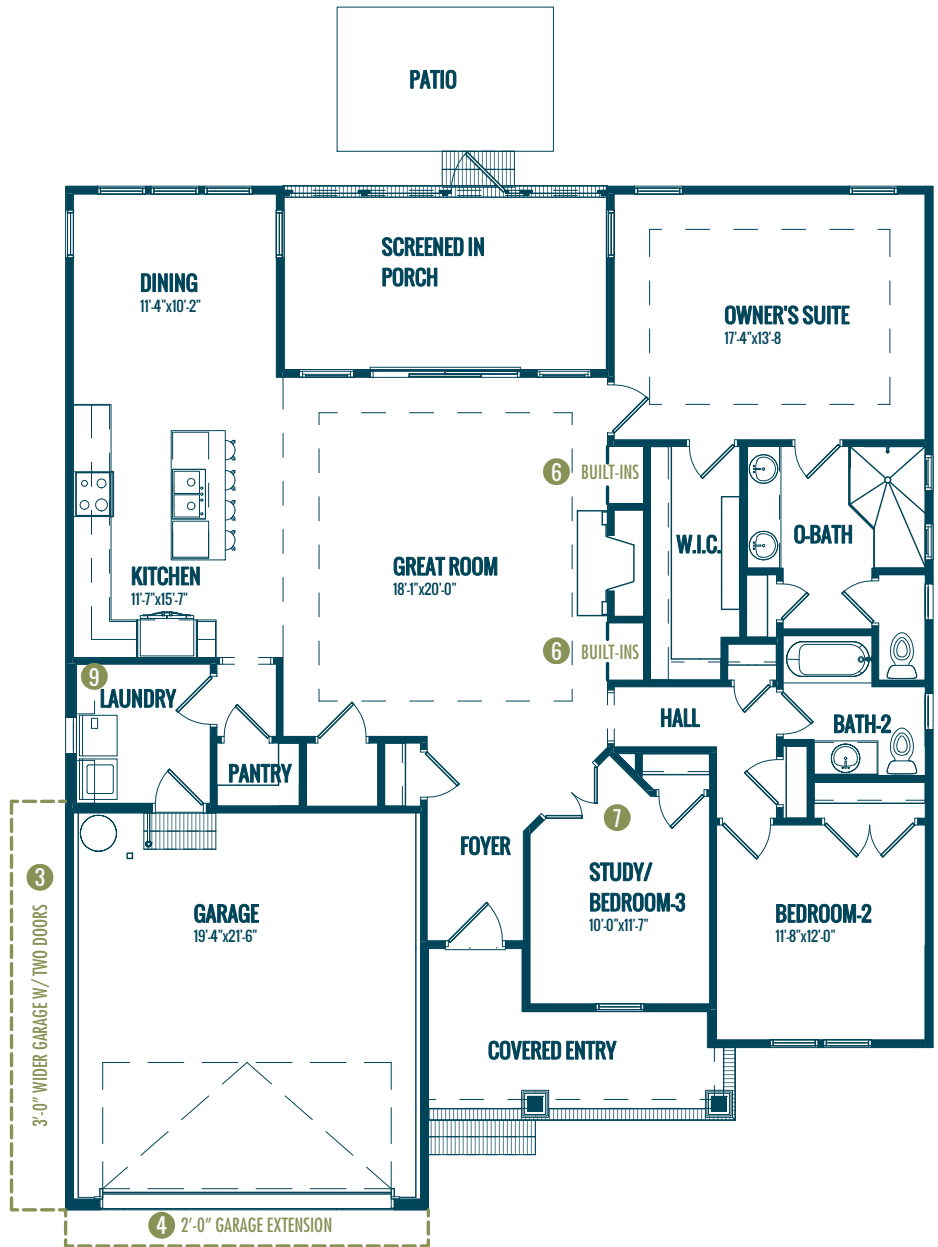 PATIO
SCREENED IN
PORCH
DINING
11'-4"x10'-2"
OWNER'S SUITE
17'-4"x13'-8
6 BUILT-INS
W.I.C.
O-BATH
GREAT ROOM
18'-1"x20'-0"
KITCHEN
11'-7"x15'-7"
6 BUILT-INS
9
LAUNDRY
HALL
BATH-2
PANTRY
7
FOYER
STUDY/
BEDROOM-3
10'-0"x11'-7"
3
3'-0" WIDER GARAGE W/ TWO DOORS
GARAGE
19'-4"x21'-6"
BEDROOM-2
11'-8"x12'-0"
COVERED ENTRY
4 2'-0" GARAGE EXTENSION